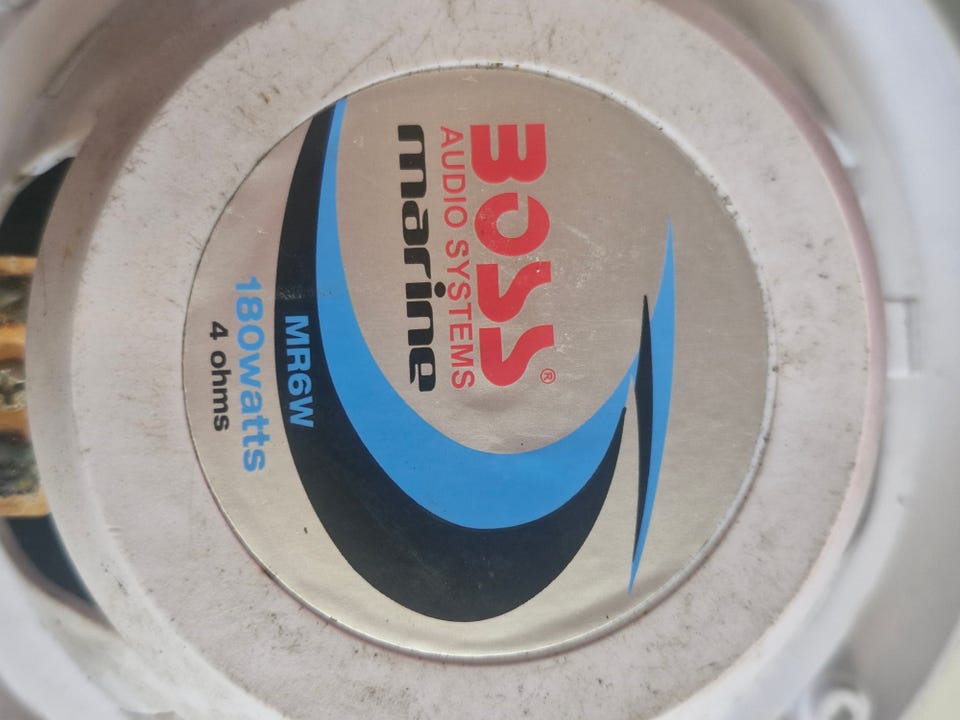 BOSS®
AUDIO SYSTEMS
marine
MR6W
180watts
4 ohms